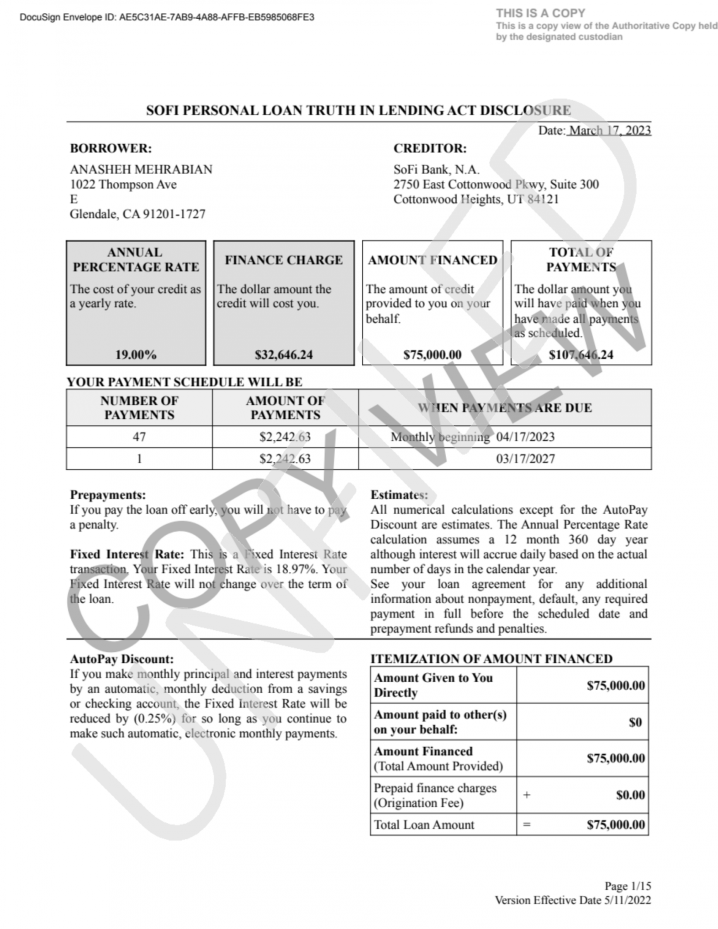 DocuSign Envelope ID: AE5C31AE-7AB9-4A88-AFFB-EB5985068FE3
THIS IS A COPY
This is a copy view of the Authoritative Copy held
by the designated custodian
SOFI PERSONAL LOAN TRUTH IN LENDING ACT DISCLOSURE
Date: March 17, 2023
BORROWER:
ANASHEH MEHRABIAN
1022 Thompson Ave
E
Glendale, CA 91201-1727
CREDITOR:
SoFi Bank, N.A.
2750 East Cottonwood Pkwy, Suite 300
Cottonwood Heights, UT 84121
ANNUAL
PERCENTAGE RATE
The cost of your credit as
a yearly rate.
19.00%
FINANCE CHARGE
The dollar amount the
credit will cost you.
$32,646.24
AMOUNT FINANCED
The amount of credit
provided to you on your
behalf.
$75,000.00
TOTAL OF
PAYMENTS
The dollar amount you
will have paid when you
have made all payments
as scheduled.
$107,646.24
YOUR PAYMENT SCHEDULE WILL BE
NUMBER OF
PAYMENTS
AMOUNT OF
PAYMENTS
WHEN PAYMENTS ARE DUE
47 $2,242.63 Monthly beginning 04/17/2023
1 $2,242.63 03/17/2027
Prepayments:
If you pay the loan off early, you will not have to pay
a penalty.
Fixed Interest Rate: This is a Fixed Interest Rate
transaction. Your Fixed Interest Rate is 18.97%. Your
Fixed Interest Rate will not change over the term of
the loan.
Estimates:
All numerical calculations except for the AutoPay
Discount are estimates. The Annual Percentage Rate
calculation assumes a 12 month 360 day year
although interest will accrue daily based on the actual
number of days in the calendar year.
See your loan agreement for any additional
information about nonpayment, default, any required
payment in full before the scheduled date and
prepayment refunds and penalties.
AutoPay Discount:
If you make monthly principal and interest payments
by an automatic, monthly deduction from a savings
or checking account, the Fixed Interest Rate will be
reduced by (0.25%) for so long as you continue to
make such automatic, electronic monthly payments.
ITEMIZATION OF AMOUNT FINANCED
Amount Given to You
Directly
$75,000.00
Amount paid to other(s)
on your behalf:
$0
Amount Financed
(Total Amount Provided)
$75,000.00
Prepaid finance charges
(Origination Fee)
+ $0.00
Total Loan Amount = $75,000.00
COPY VIEW
UNFILED
Page 1/15
Version Effective Date 5/11/2022